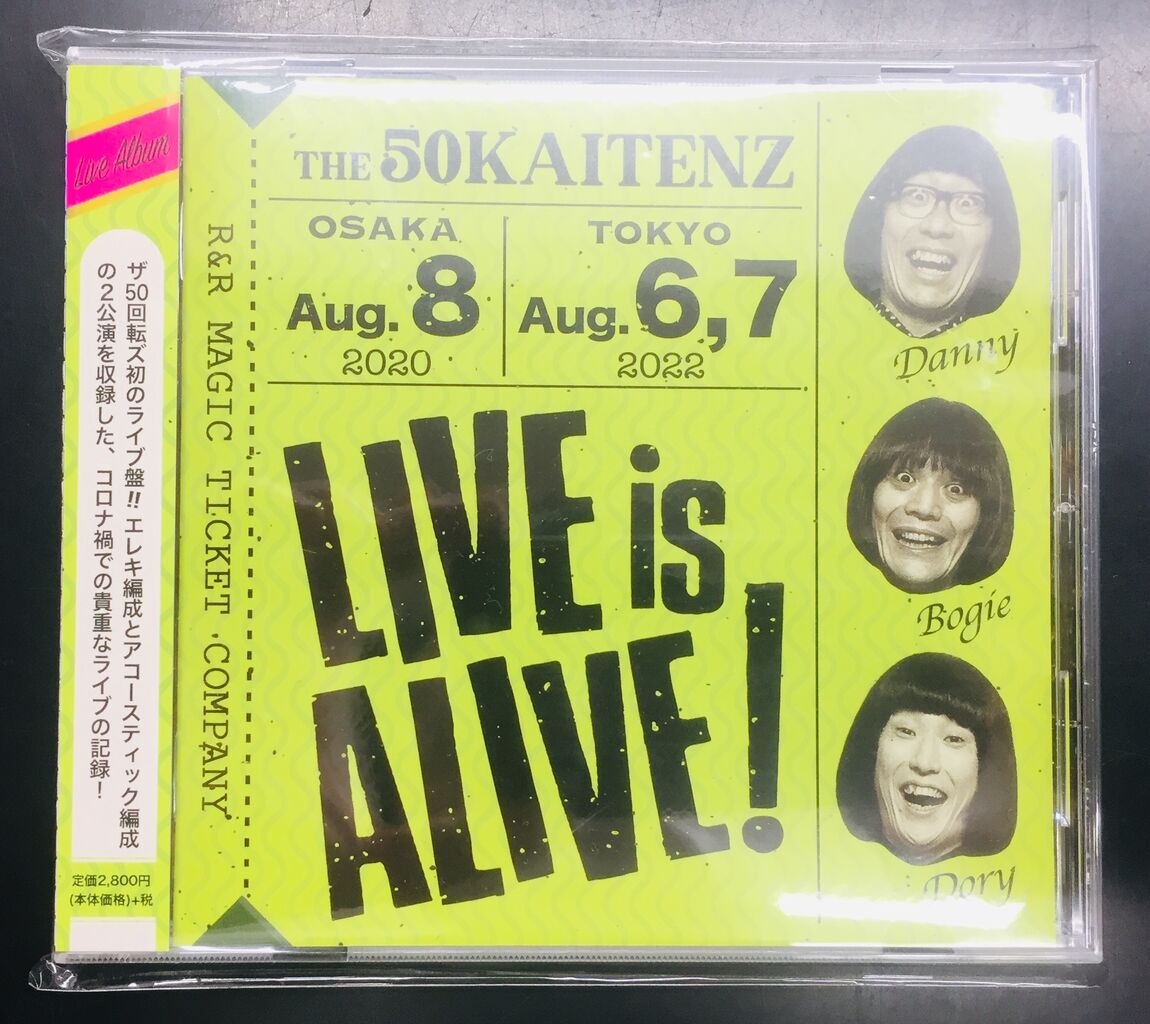 Live Album
ザ50回転ズ初のライブ盤!! エレキ編成とアコースティック編成
の2公演を収録した、コロナ禍での貴重なライブの記録!
定価2,800円
(本体価格)+税
R&R MAGIC TICKET COMPANY
THE 50KAITENZ
OSAKA
Aug. 8
2020
TOKYO
Aug. 6,7
2022
LIVE is
ALIVE!
Danny
Bogie
Dory